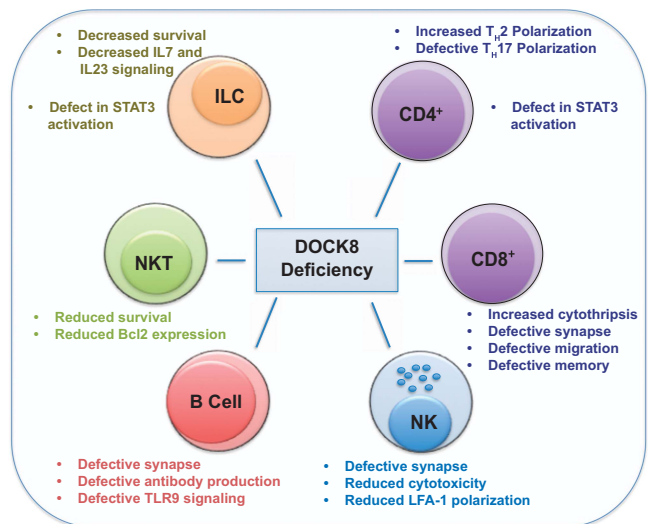 • Decreased survival
• Decreased IL7 and
IL23 signaling
• Defect in STAT3
activation
ILC
• Increased TH2 Polarization
• Defective TH17 Polarization
CD4+
• Defect in STAT3
activation
NKT
• Reduced survival
• Reduced Bcl2 expression
DOCK8
Deficiency
CD8+
• Increased cytothripsis
• Defective synapse
• Defective migration
• Defective memory
B Cell
• Defective synapse
• Defective antibody production
• Defective TLR9 signaling
NK
• Defective synapse
• Reduced cytotoxicity
• Reduced LFA-1 polarization